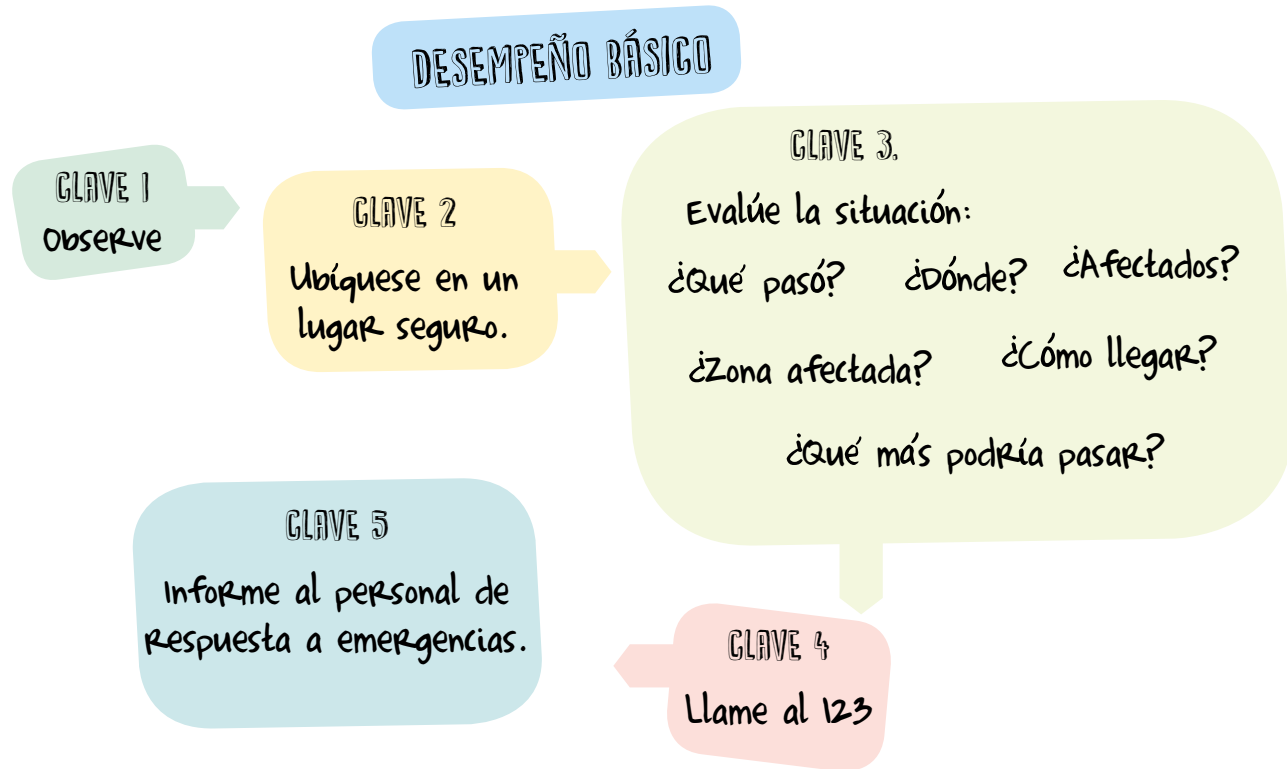 DESEMPEÑO BÁSICO
CLAVE 1
Observe
CLAVE 2
Ubíquese en un
lugar seguro.
CLAVE 3.
Evalúe la situación:
¿Qué pasó? ¿Dónde? ¿Afectados?
¿Zona afectada? ¿Cómo llegar?
¿Qué más podría pasar?
CLAVE 4
Llame al 123
CLAVE 5
Informe al personal de
respuesta a emergencias.